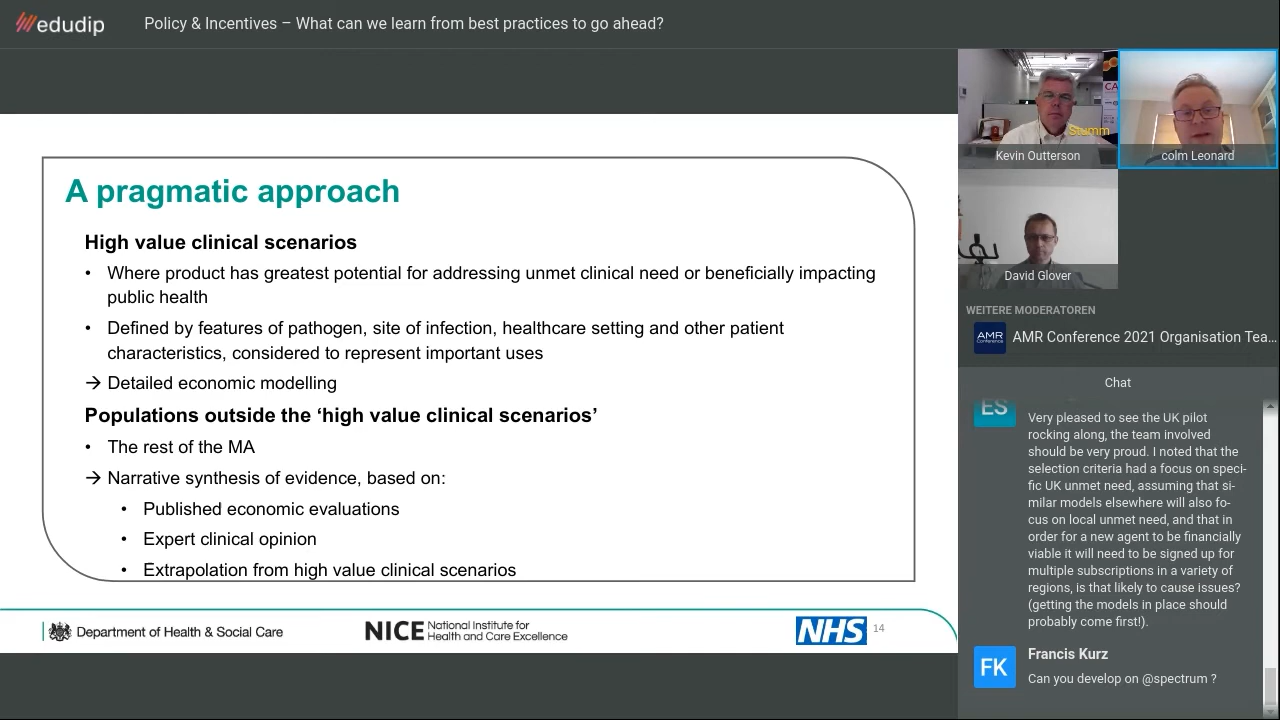 edudip
Policy & Incentives – What can we learn from best practices to go ahead?
A pragmatic approach
High value clinical scenarios
• Where product has greatest potential for addressing unmet clinical need or beneficially impacting
public health
• Defined by features of pathogen, site of infection, healthcare setting and other patient
characteristics, considered to represent important uses
→ Detailed economic modelling
Populations outside the ‘high value clinical scenarios’
• The rest of the MA
→ Narrative synthesis of evidence, based on:
• Published economic evaluations
• Expert clinical opinion
• Extrapolation from high value clinical scenarios
Department of Health & Social Care
NICE National Institute for
Health and Care Excellence
NHS
14
CA
Stumm
Kevin Outterson
colm Leonard
David Glover
WEITERE MODERATOREN
AMR
Conference
AMR Conference 2021 Organisation Tea...
Chat
ES
Very pleased to see the UK pilot
rocking along, the team involved
should be very proud. I noted that the
selection criteria had a focus on speci-
fic UK unmet need, assuming that si-
milar models elsewhere will also fo-
cus on local unmet need, and that in
order for a new agent to be financially
viable it will need to be signed up for
multiple subscriptions in a variety of
regions, is that likely to cause issues?
(getting the models in place should
probably come first!).
FK
Francis Kurz
Can you develop on @spectrum ?